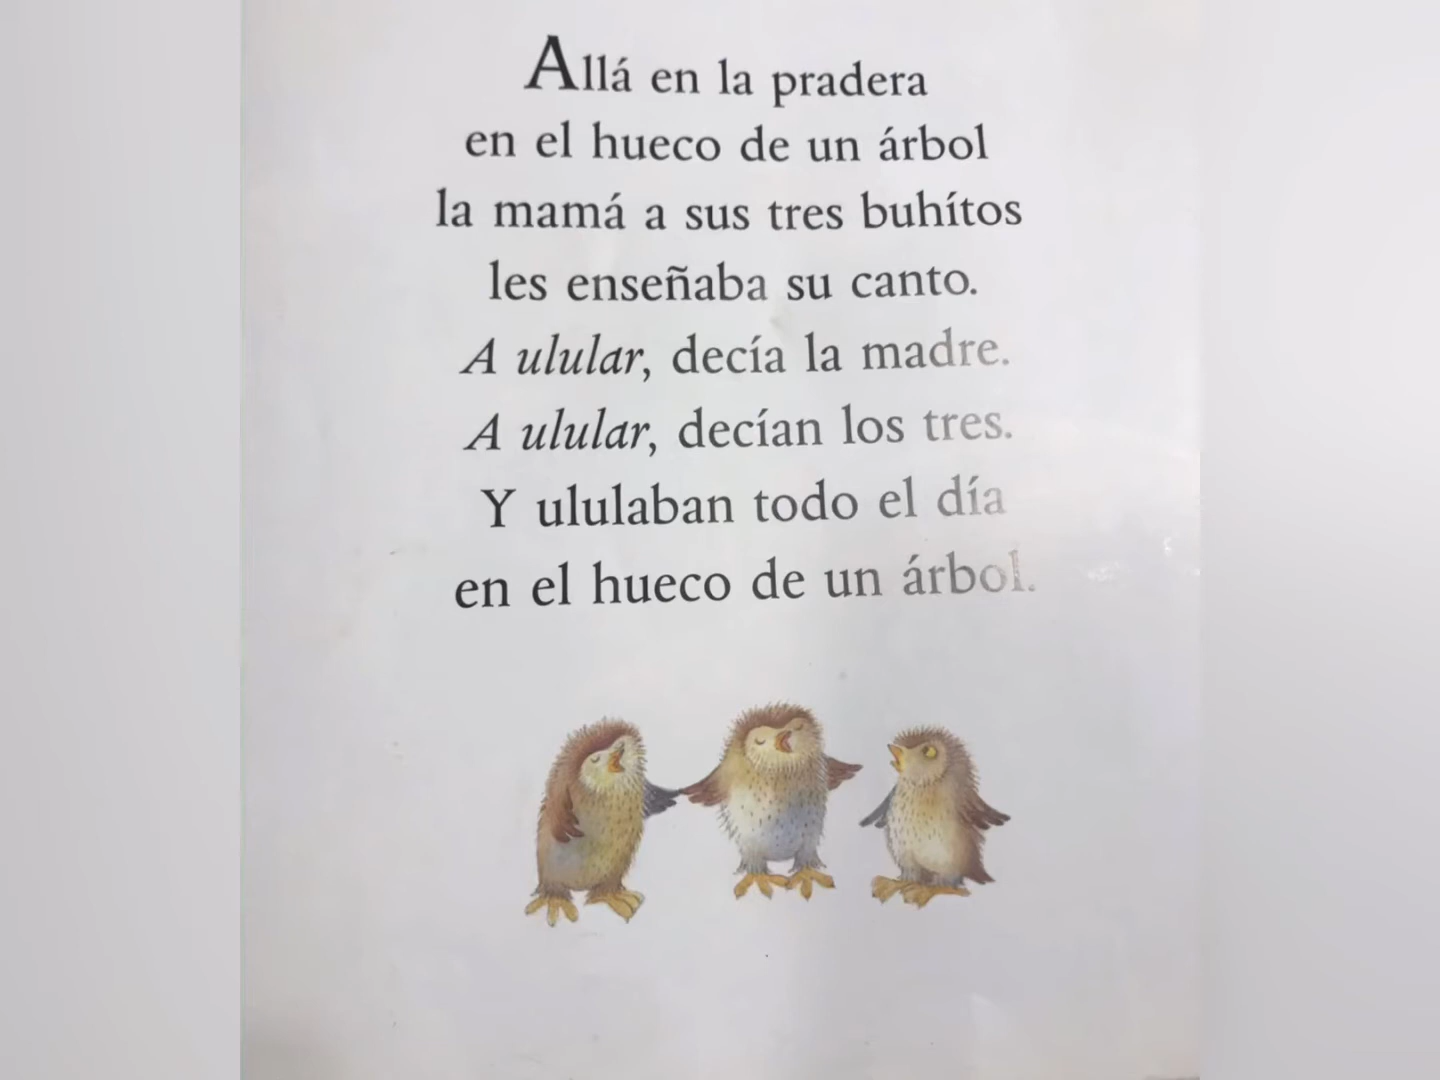 Allá en la pradera
en el hueco de un árbol
la mamá a sus tres buhítos
les enseñaba su canto.
A ulular, decía la madre.
A ulular, decían los tres.
Y ululaban todo el día
en el hueco de un árbol.